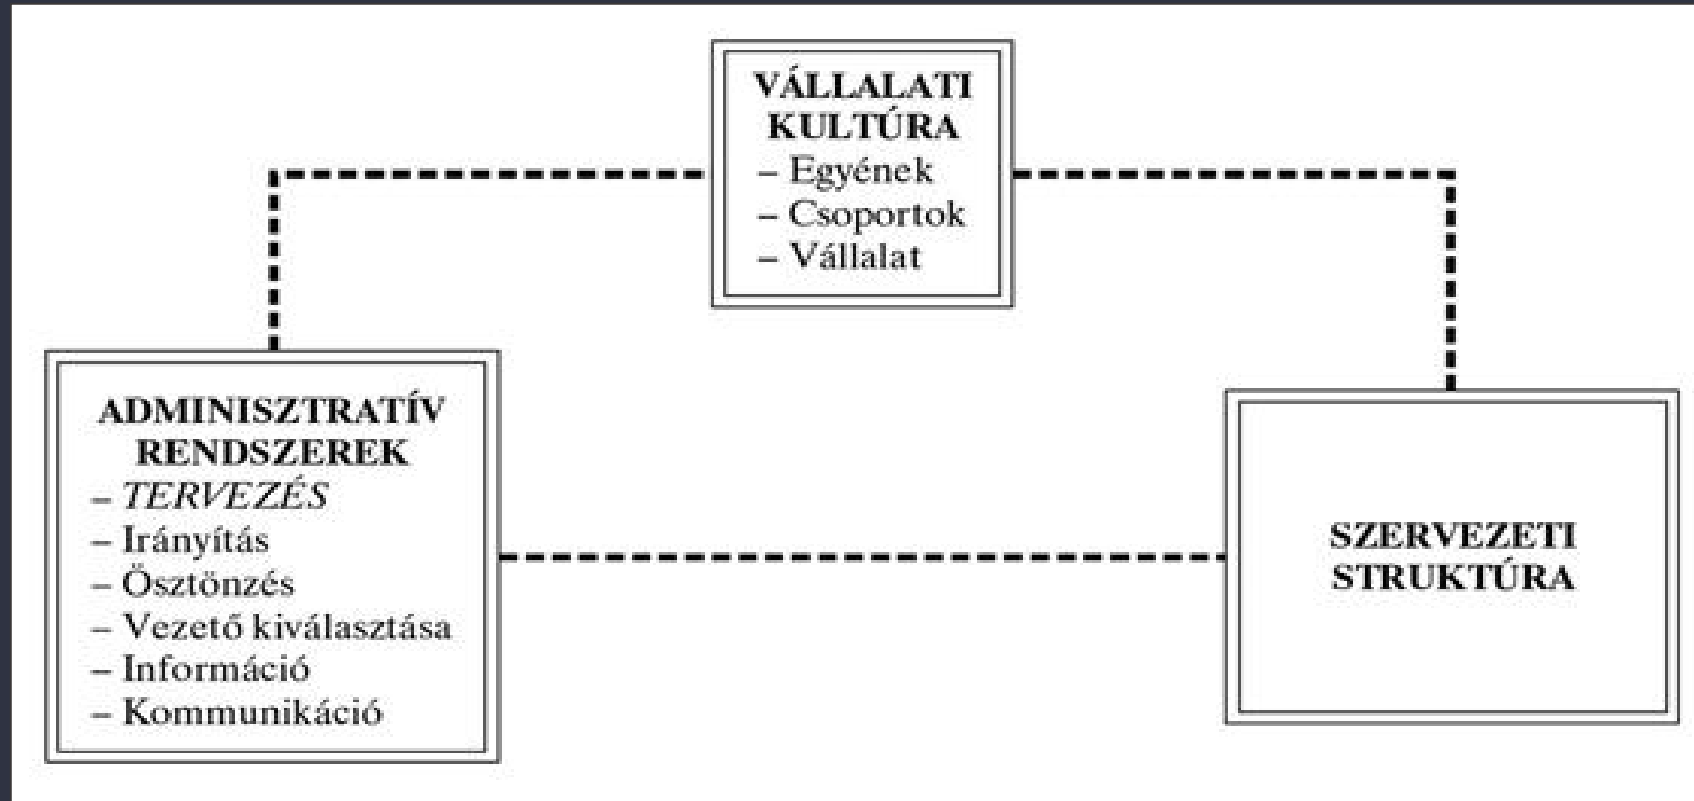 VÁLLALATI
KULTÚRA
– Egyének
– Csoportok
– Vállalat
ADMINISZTRATÍV
RENDSZEREK
– TERVEZÉS
– Irányítás
– Ösztönzés
– Vezető kiválasztása
– Információ
– Kommunikáció
SZERVEZETI
STRUKTÚRA